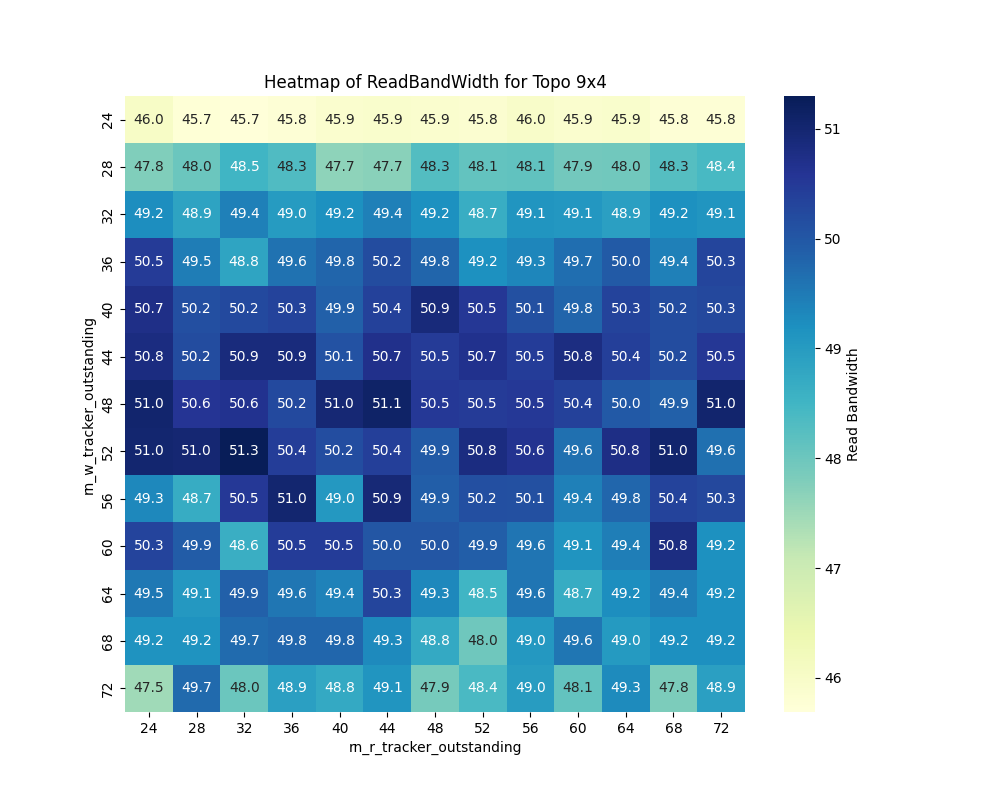 Heatmap of ReadBandWidth for Topo 9x4
24 46.0 45.7 45.7 45.8 45.9 45.9 45.9 45.8 46.0 45.9 45.9 45.8 45.8
28 47.8 48.0 48.5 48.3 47.7 47.7 48.3 48.1 48.1 47.9 48.0 48.3 48.4
32 49.2 48.9 49.4 49.0 49.2 49.4 49.2 48.7 49.1 49.1 48.9 49.2 49.1
36 50.5 49.5 48.8 49.6 49.8 50.2 49.8 49.2 49.3 49.7 50.0 49.4 50.3
40 50.7 50.2 50.2 50.3 49.9 50.4 50.9 50.5 50.1 49.8 50.3 50.2 50.3
44 50.8 50.2 50.9 50.9 50.1 50.7 50.5 50.7 50.5 50.8 50.4 50.2 50.5
48 51.0 50.6 50.6 50.2 51.0 51.1 50.5 50.5 50.5 50.4 50.0 49.9 51.0
52 51.0 51.0 51.3 50.4 50.2 50.4 49.9 50.8 50.6 49.6 50.8 51.0 49.6
56 49.3 48.7 50.5 51.0 49.0 50.9 49.9 50.2 50.1 49.4 49.8 50.4 50.3
60 50.3 49.9 48.6 50.5 50.5 50.0 50.0 49.9 49.6 49.1 49.4 50.8 49.2
64 49.5 49.1 49.9 49.6 49.4 50.3 49.3 48.5 49.6 48.7 49.2 49.4 49.2
68 49.2 49.2 49.7 49.8 49.8 49.3 48.8 48.0 49.0 49.6 49.0 49.2 49.2
72 47.5 49.7 48.0 48.9 48.8 49.1 47.9 48.4 49.0 48.1 49.3 47.8 48.9
24 28 32 36 40 44 48 52 56 60 64 68 72
rn_r_tracker_outstanding
rn_w_tracker_outstanding
51
50
49
48
47
46
Read Bandwidth